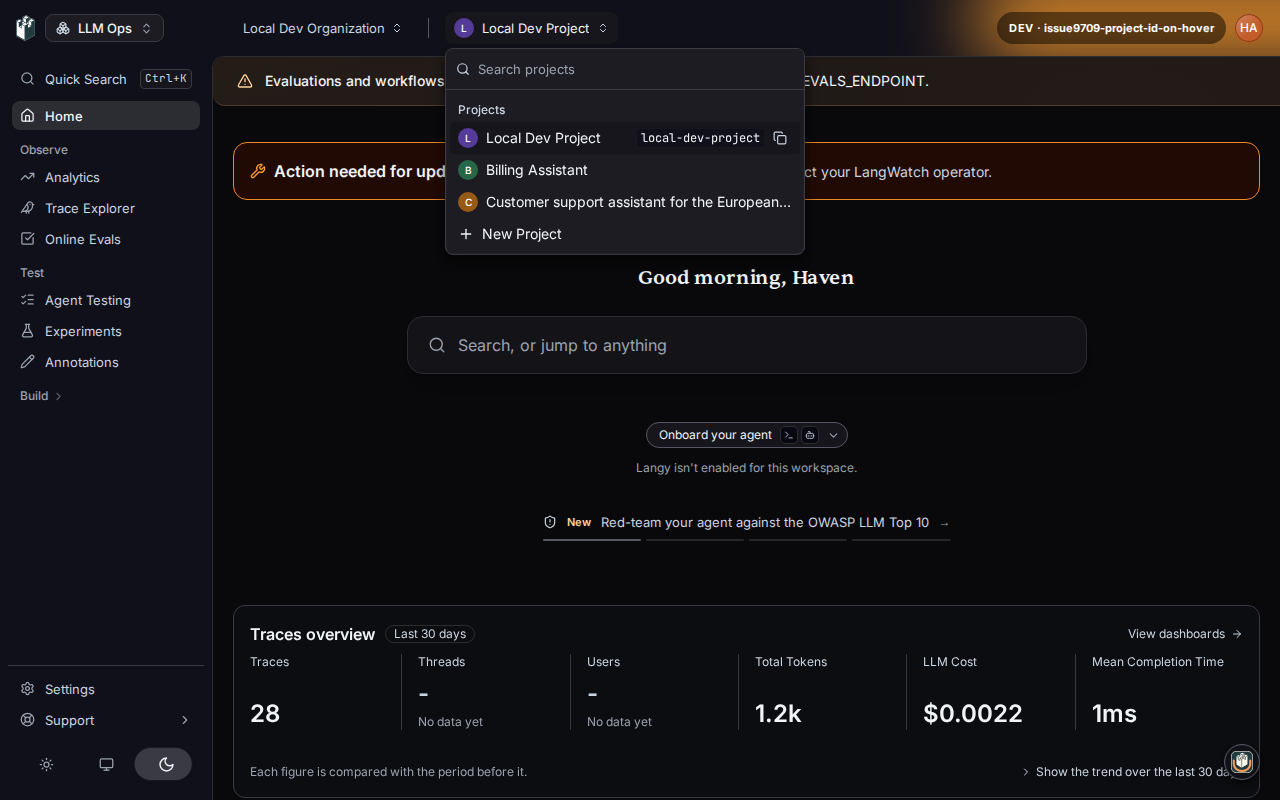 LLM Ops
Local Dev Organization
L Local Dev Project
DEV · issue9709-project-id-on-hover
HA
Quick Search Ctrl+K
Home
Observe
Analytics
Trace Explorer
Online Evals
Test
Agent Testing
Experiments
Annotations
Build
Settings
Support
Search projects
Projects
L Local Dev Project local-dev-project
B Billing Assistant
C Customer support assistant for the European...
New Project
Evaluations and workflows EVALS_ENDPOINT.
Action needed for upd ct your LangWatch operator.
Good morning, Haven
Search, or jump to anything
Onboard your agent
Langy isn't enabled for this workspace.
New Red-team your agent against the OWASP LLM Top 10 →
Traces overview Last 30 days
View dashboards
Traces
28
Threads
-
No data yet
Users
-
No data yet
Total Tokens
1.2k
LLM Cost
$0.0022
Mean Completion Time
1ms
Each figure is compared with the period before it.
Show the trend over the last 30